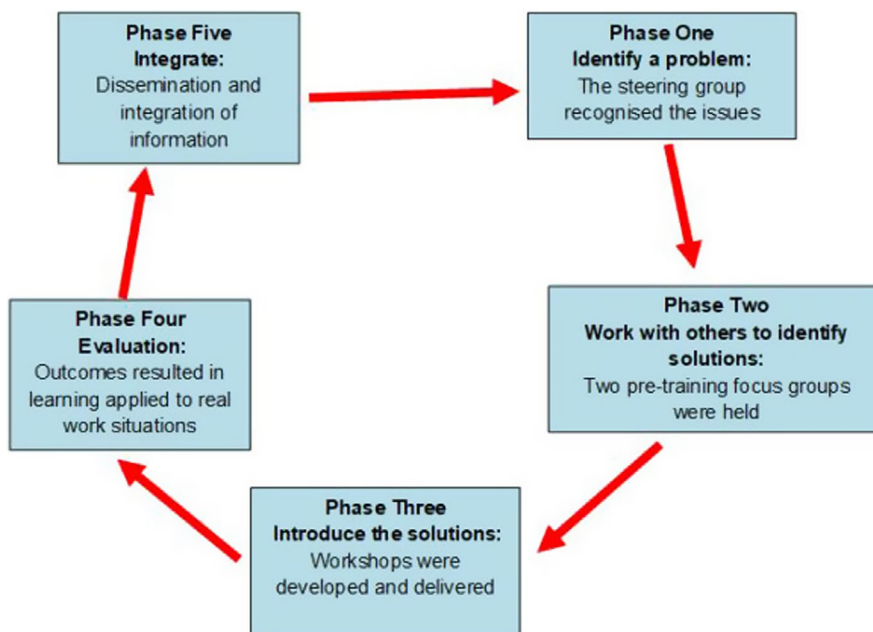 Phase One
Identify a problem:
The steering group
recognised the issues
Phase Two
Work with others to identify
solutions:
Two pre-training focus groups
were held
Phase Three
Introduce the solutions:
Workshops were
developed and delivered
Phase Four
Evaluation:
Outcomes resulted in
learning applied to real
work situations
Phase Five
Integrate:
Dissemination and
integration of
information